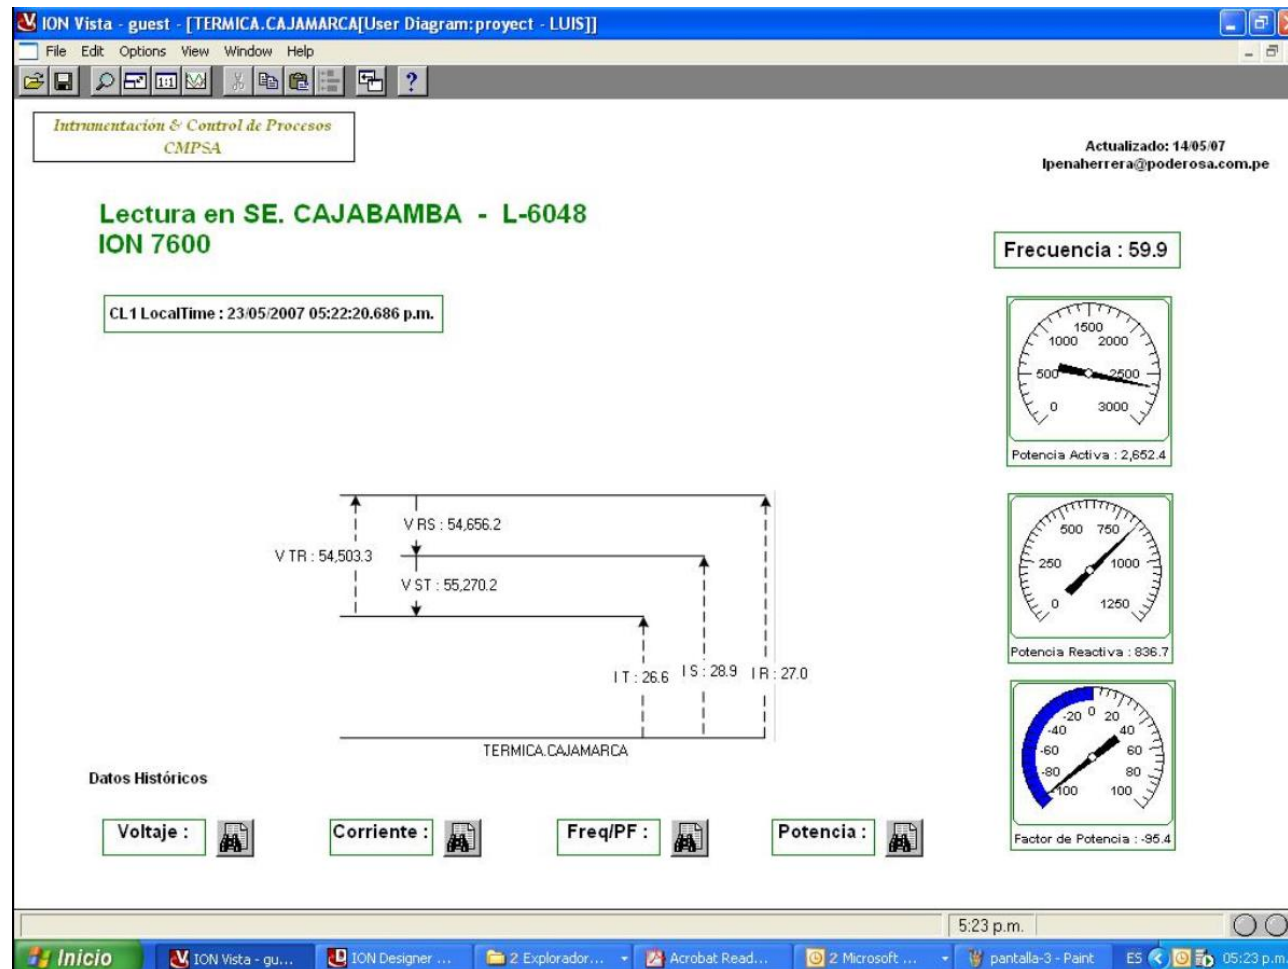 ION Vista - guest - [TERMICA.CAJAMARCA[User Diagram:proyect - LUIS]]
File Edit Options View Window Help
1:1
?
Intrumentación & Control de Procesos
CMPSA
Actualizado: 14/05/07
lpenaherrera@poderosa.com.pe
Lectura en SE. CAJABAMBA - L-6048
ION 7600
Frecuencia : 59.9
CL1 LocalTime : 23/05/2007 05:22:20.686 p.m.
1500
1000 2000
500 2500
0 3000
Potencia Activa : 2,652.4
V RS : 54,656.2
V TR : 54,503.3
V ST : 55,270.2
500 750
250 1000
0 1250
Potencia Reactiva : 836.7
I T : 26.6 I S : 28.9 I R : 27.0
TERMICA.CAJAMARCA
-20 0 20
-40 40
-60 60
-80 80
-100 100
Factor de Potencia : -95.4
Datos Históricos
Voltaje : Corriente : Freq/PF : Potencia :
5:23 p.m.
Inicio ION Vista - gu... ION Designer ... 2 Explorador... Acrobat Read... 2 Microsoft ... pantalla-3 - Paint ES 05:23 p.m.